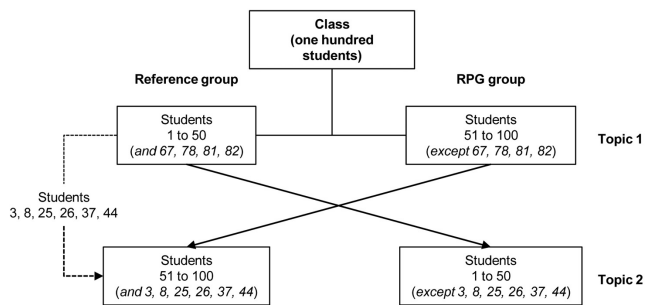 Class
(one hundred
students)
Reference group
RPG group
Students
1 to 50
(and 67, 78, 81, 82)
Students
51 to 100
(except 67, 78, 81, 82)
Topic 1
Students
3, 8, 25, 26, 37, 44
Students
51 to 100
(and 3, 8, 25, 26, 37, 44)
Students
1 to 50
(except 3, 8, 25, 26, 37, 44)
Topic 2